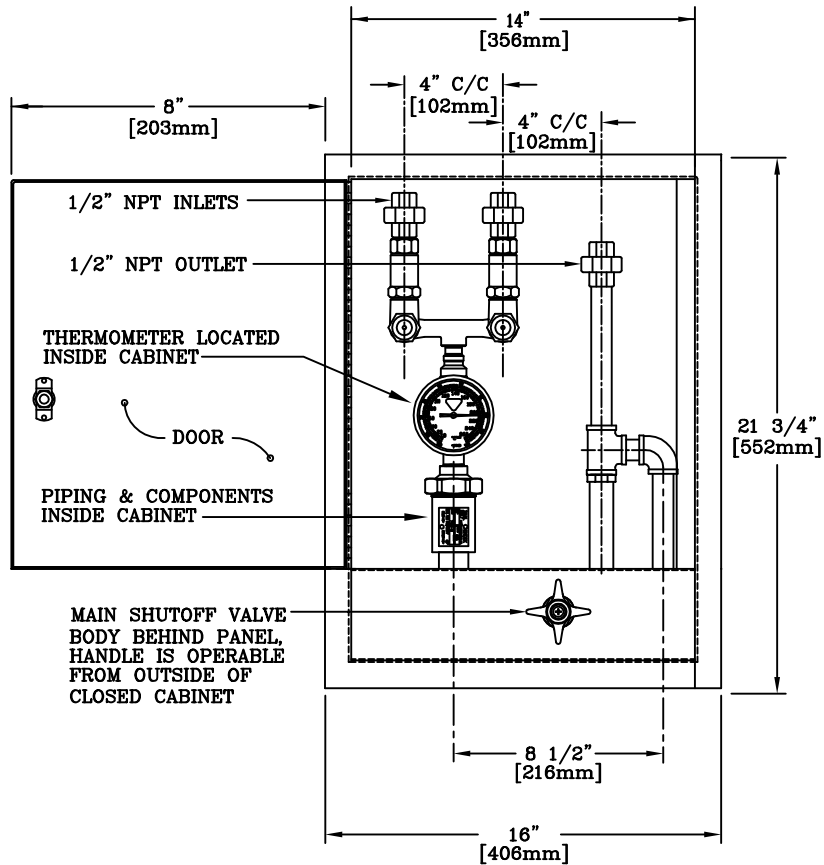 14"
[356mm]
4" C/C
[102mm]
8"
[203mm]
4" C/C
[102mm]
1/2" NPT INLETS
1/2" NPT OUTLET
THERMOMETER LOCATED
INSIDE CABINET
DOOR
21 3/4"
[552mm]
PIPING & COMPONENTS
INSIDE CABINET
MAIN SHUTOFF VALVE
BODY BEHIND PANEL,
HANDLE IS OPERABLE
FROM OUTSIDE OF
CLOSED CABINET
8 1/2"
[216mm]
16"
[406mm]